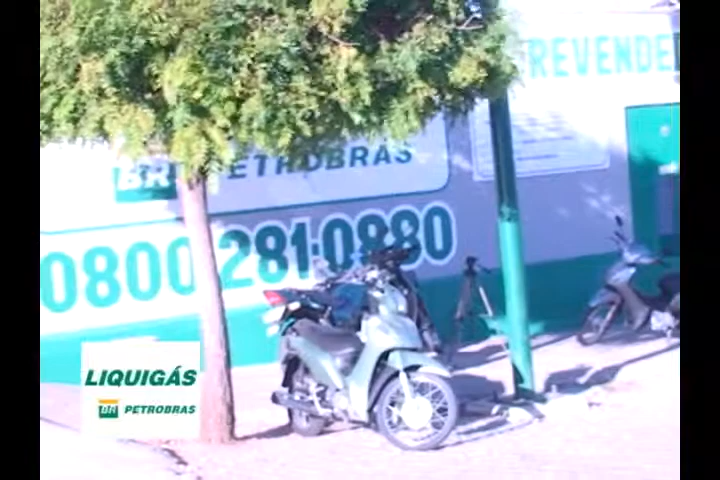 REVENDE
BR PETROBRAS
0800 281-0880
LIQUIGÁS
BR PETROBRAS